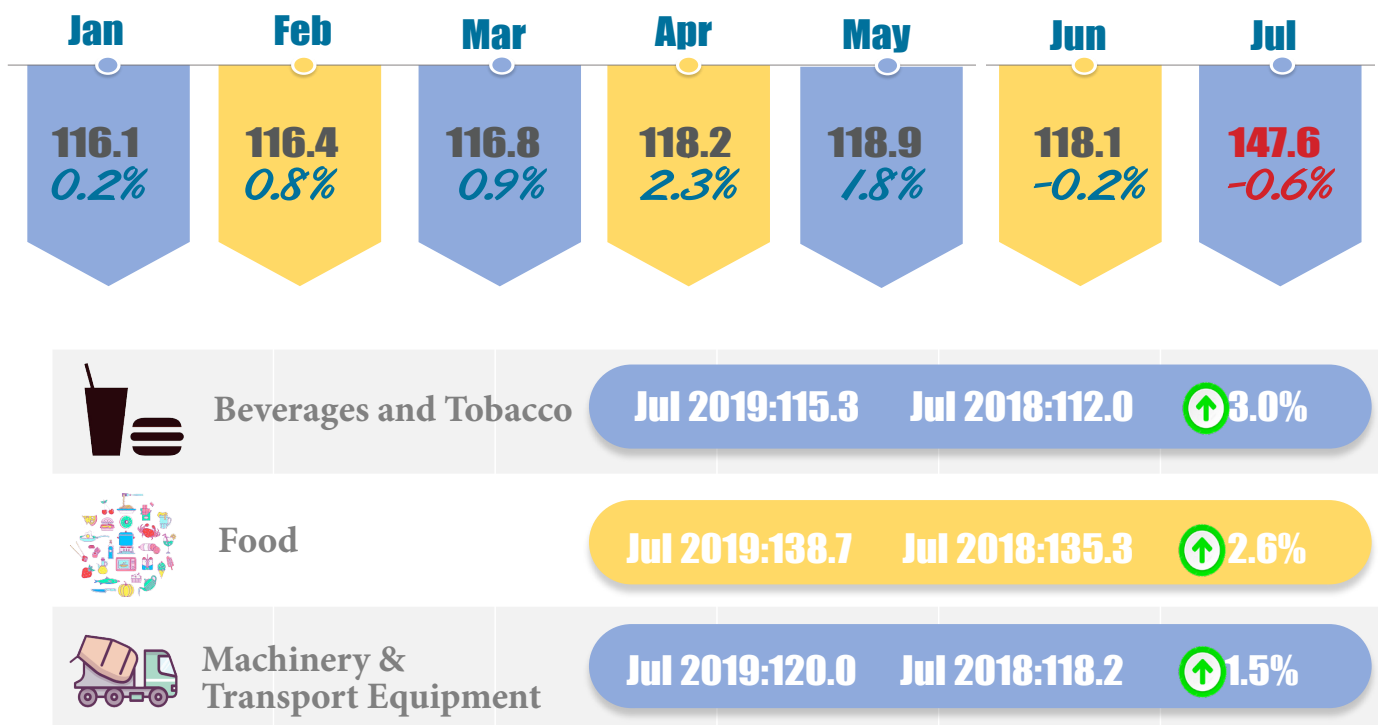 Jan Feb Mar Apr May Jun Jul
116.1 116.4 116.8 118.2 118.9 118.1 147.6
0.2% 0.8% 0.9% 2.3% 1.8% -0.2% -0.6%
Beverages and Tobacco Jul 2019:115.3 Jul 2018:112.0 3.0%
Food Jul 2019:138.7 Jul 2018:135.3 2.6%
Machinery &
Transport Equipment Jul 2019:120.0 Jul 2018:118.2 1.5%